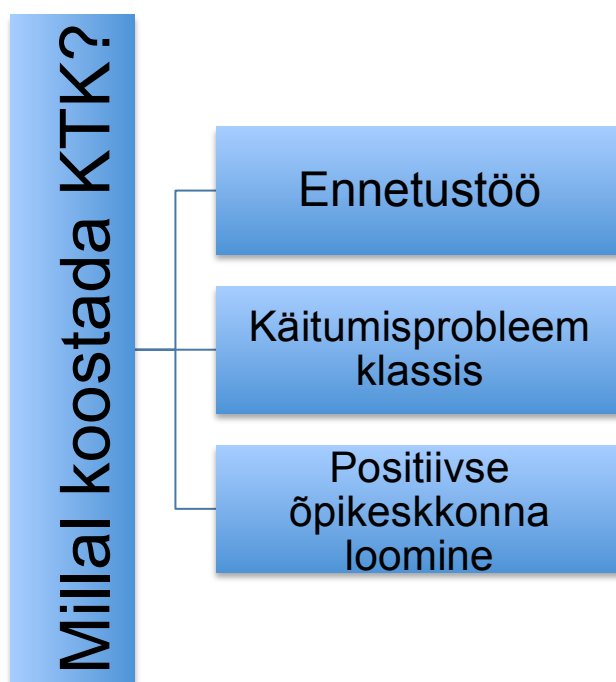 Millal koostada KTK?
Ennetustöö
Käitumisprobleem
klassis
Positiivse
õpikeskkonna
loomine